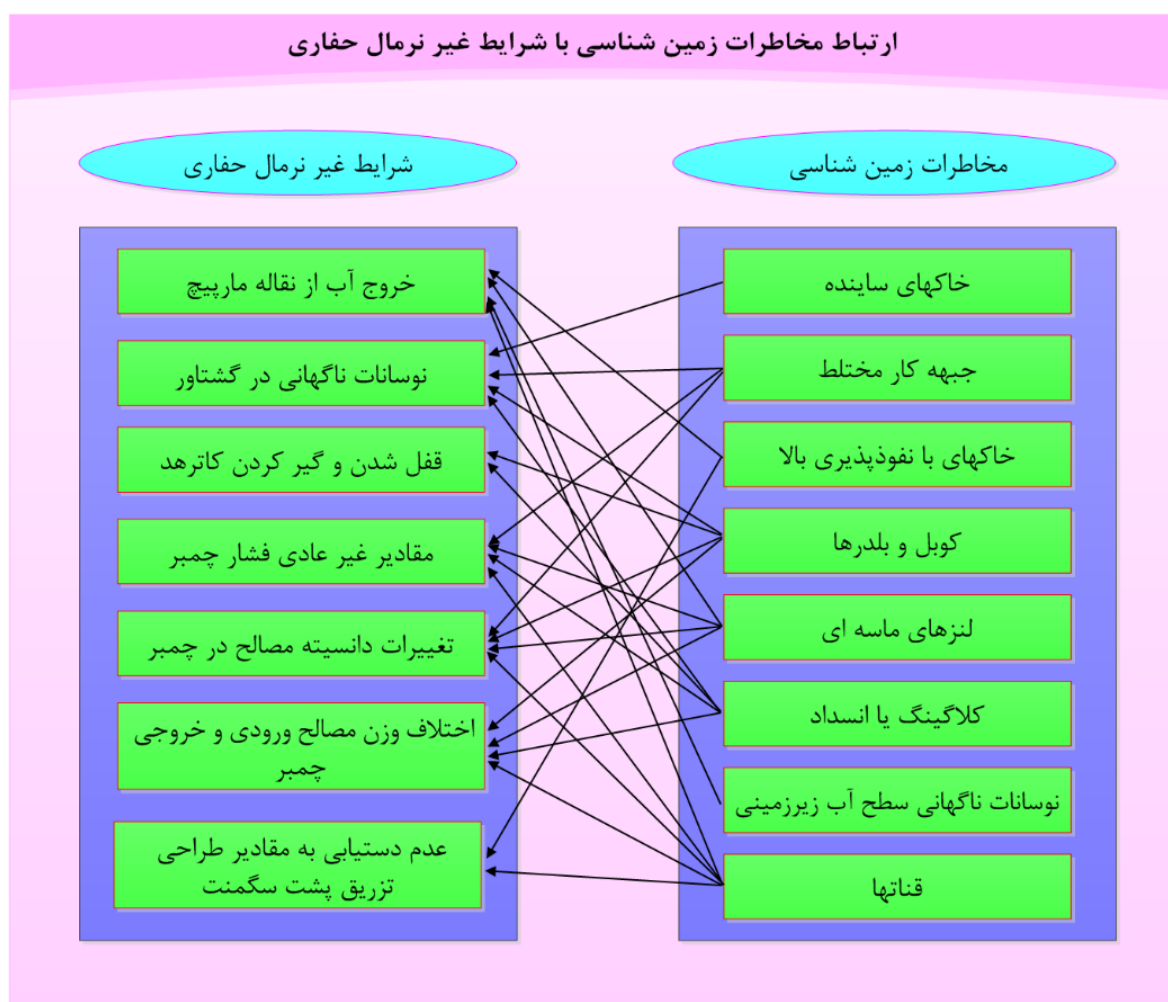 ارتباط مخاطرات زمین شناسی با شرایط غیر نرمال حفاری
مخاطرات زمین شناسی
خاکهای ساینده
جبهه کار مختلط
خاکهای با نفوذپذیری بالا
کوبل و بلدرها
لنزهای ماسه ای
کلاگینگ یا انسداد
نوسانات ناگهانی سطح آب زیرزمینی
قناتها
شرایط غیر نرمال حفاری
خروج آب از نقاله مارپیچ
نوسانات ناگهانی در گشتاور
قفل شدن و گیر کردن کاترهد
مقادیر غیر عادی فشار چمبر
تغییرات دانسیته مصالح در چمبر
اختلاف وزن مصالح ورودی و خروجی
چمبر
عدم دستیابی به مقادیر طراحی
تزریق پشت سگمنت